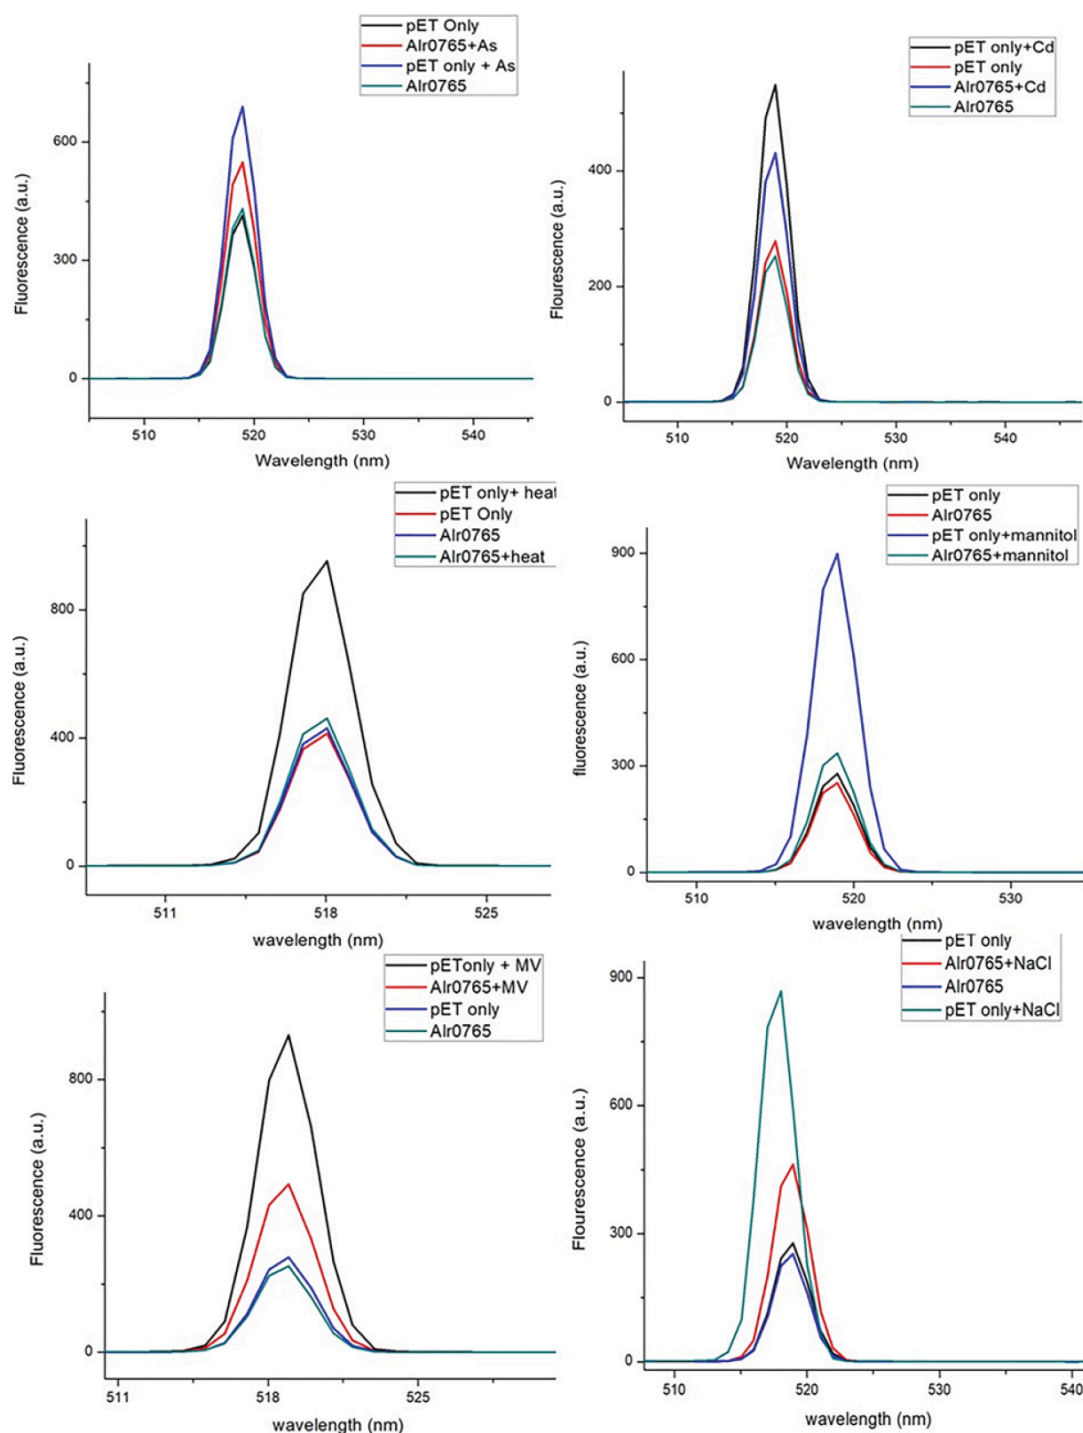 pET Only
Alr0765+As
pET only + As
Alr0765
600
300
0
510
520
530
540
Fluorescence (a.u.)
Wavelength (nm)
pET only+Cd
pET only
Alr0765+Cd
Alr0765
400
200
0
510
520
530
540
Flourescence (a.u.)
Wavelength (nm)
pET only+ heat
pET Only
Alr0765
Alr0765+heat
800
400
0
511
518
525
Fluorescence (a.u.)
wavelength (nm)
pET only
Alr0765
pET only+mannitol
Alr0765+mannitol
900
600
300
0
510
520
530
fluorescence (a.u.)
wavelength (nm)
pETonly + MV
Alr0765+MV
pET only
Alr0765
800
400
0
511
518
525
Fluorescence (a.u.)
wavelength (nm)
pET only
Alr0765+NaCl
Alr0765
pET only+NaCl
900
600
300
0
510
520
530
540
Flourescence (a.u.)
wavelength (nm)